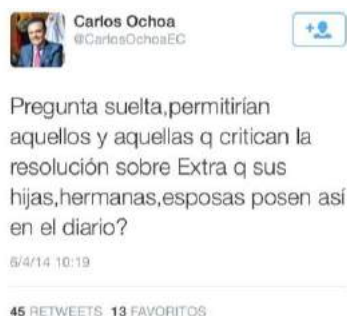 Carlos Ochoa
@CarlosOchoaEC
Pregunta suelta,permitirían
aquellos y aquellas q critican la
resolución sobre Extra q sus
hijas,hermanas,esposas posen así
en el diario?
6/4/14 10:19
45 RETWEETS 13 FAVORITOS